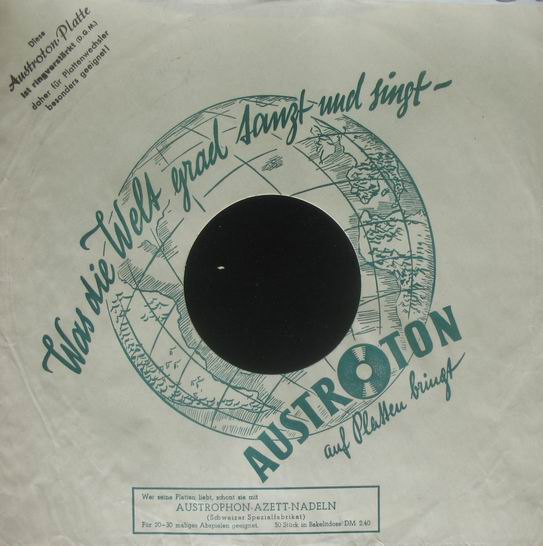 Diese
Austroton-Platte
ist ringverstärkt (D.G.M.)
daher für Plattenwechsler
besonders geeignet!
Was die Welt grad tanzt und singt –
AUSTROTON
auf Platten bringt
Wer seine Platten liebt, schont sie mit
AUSTROPHON-AZETT-NADELN
(Schweizer Spezialfabrikat)
Für 20–30 maliges Abspielen geeignet. 50 Stück in Bakelitdose: DM 2.40